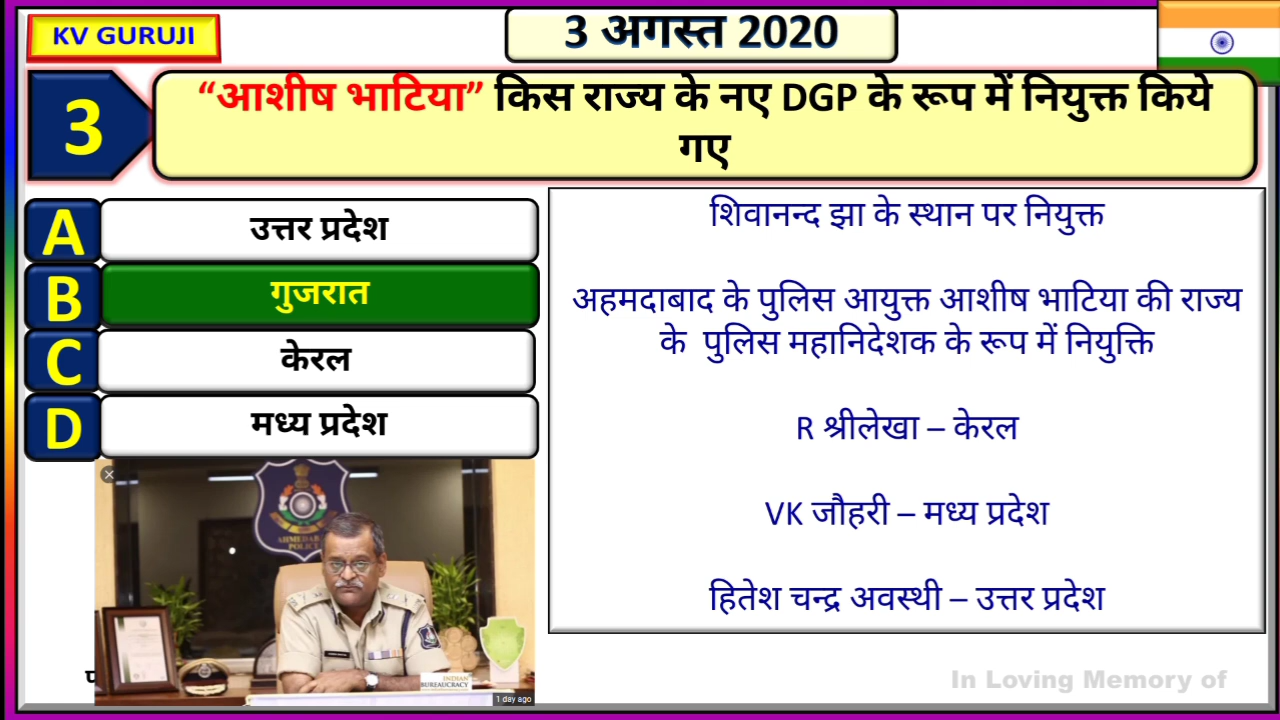 KV GURUJI
3 अगस्त 2020
3
“आशीष भाटिया” किस राज्य के नए DGP के रूप में नियुक्त किये
गए
A
उत्तर प्रदेश
B
गुजरात
C
केरल
D
मध्य प्रदेश
शिवानन्द झा के स्थान पर नियुक्त
अहमदाबाद के पुलिस आयुक्त आशीष भाटिया की राज्य
के पुलिस महानिदेशक के रूप में नियुक्ति
R श्रीलेखा – केरल
VK जौहरी – मध्य प्रदेश
हितेश चन्द्र अवस्थी – उत्तर प्रदेश
POLICE
INDIAN
BUREAUCRACY
1 day ago
In Loving Memory of